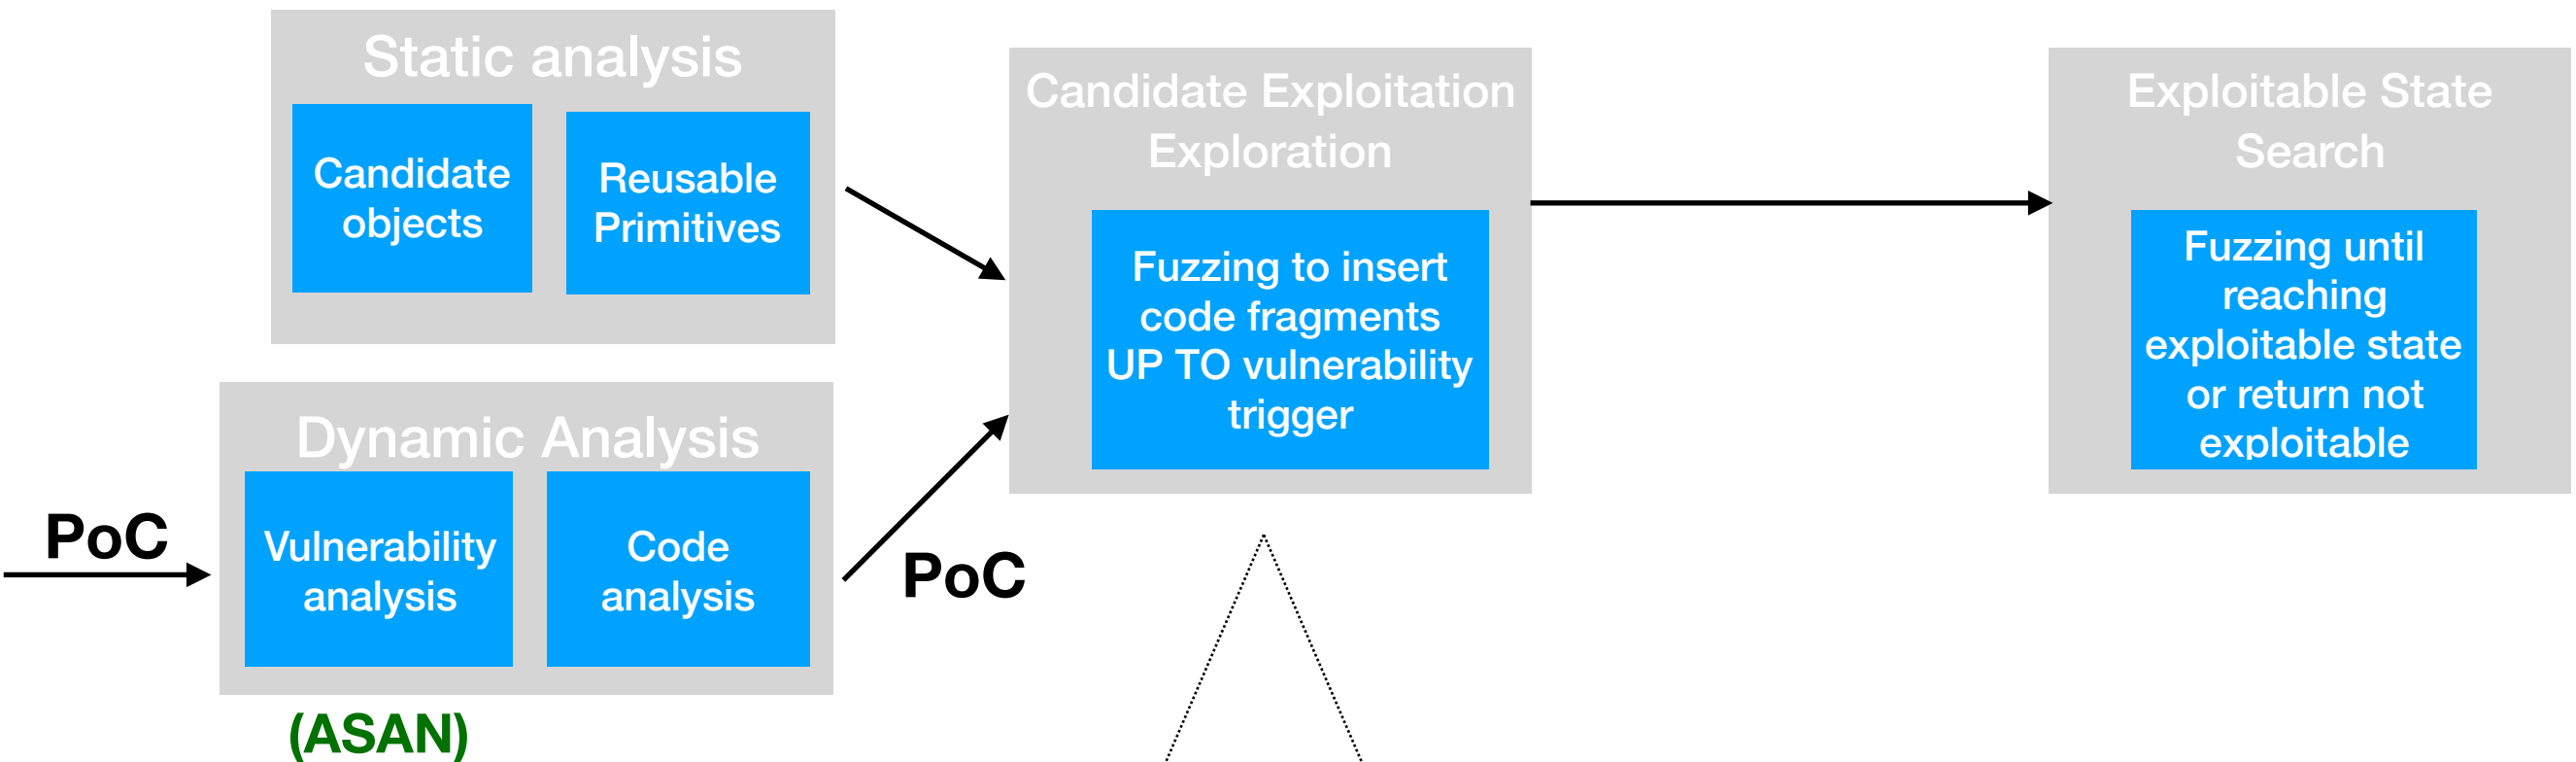 Static analysis
Candidate
objects
Reusable
Primitives
Dynamic Analysis
Vulnerability
analysis
Code
analysis
PoC
(ASAN)
PoC
Candidate Exploitation
Exploration
Fuzzing to insert
code fragments
UP TO vulnerability
trigger
Exploitable State
Search
Fuzzing until
reaching
exploitable state
or return not
exploitable